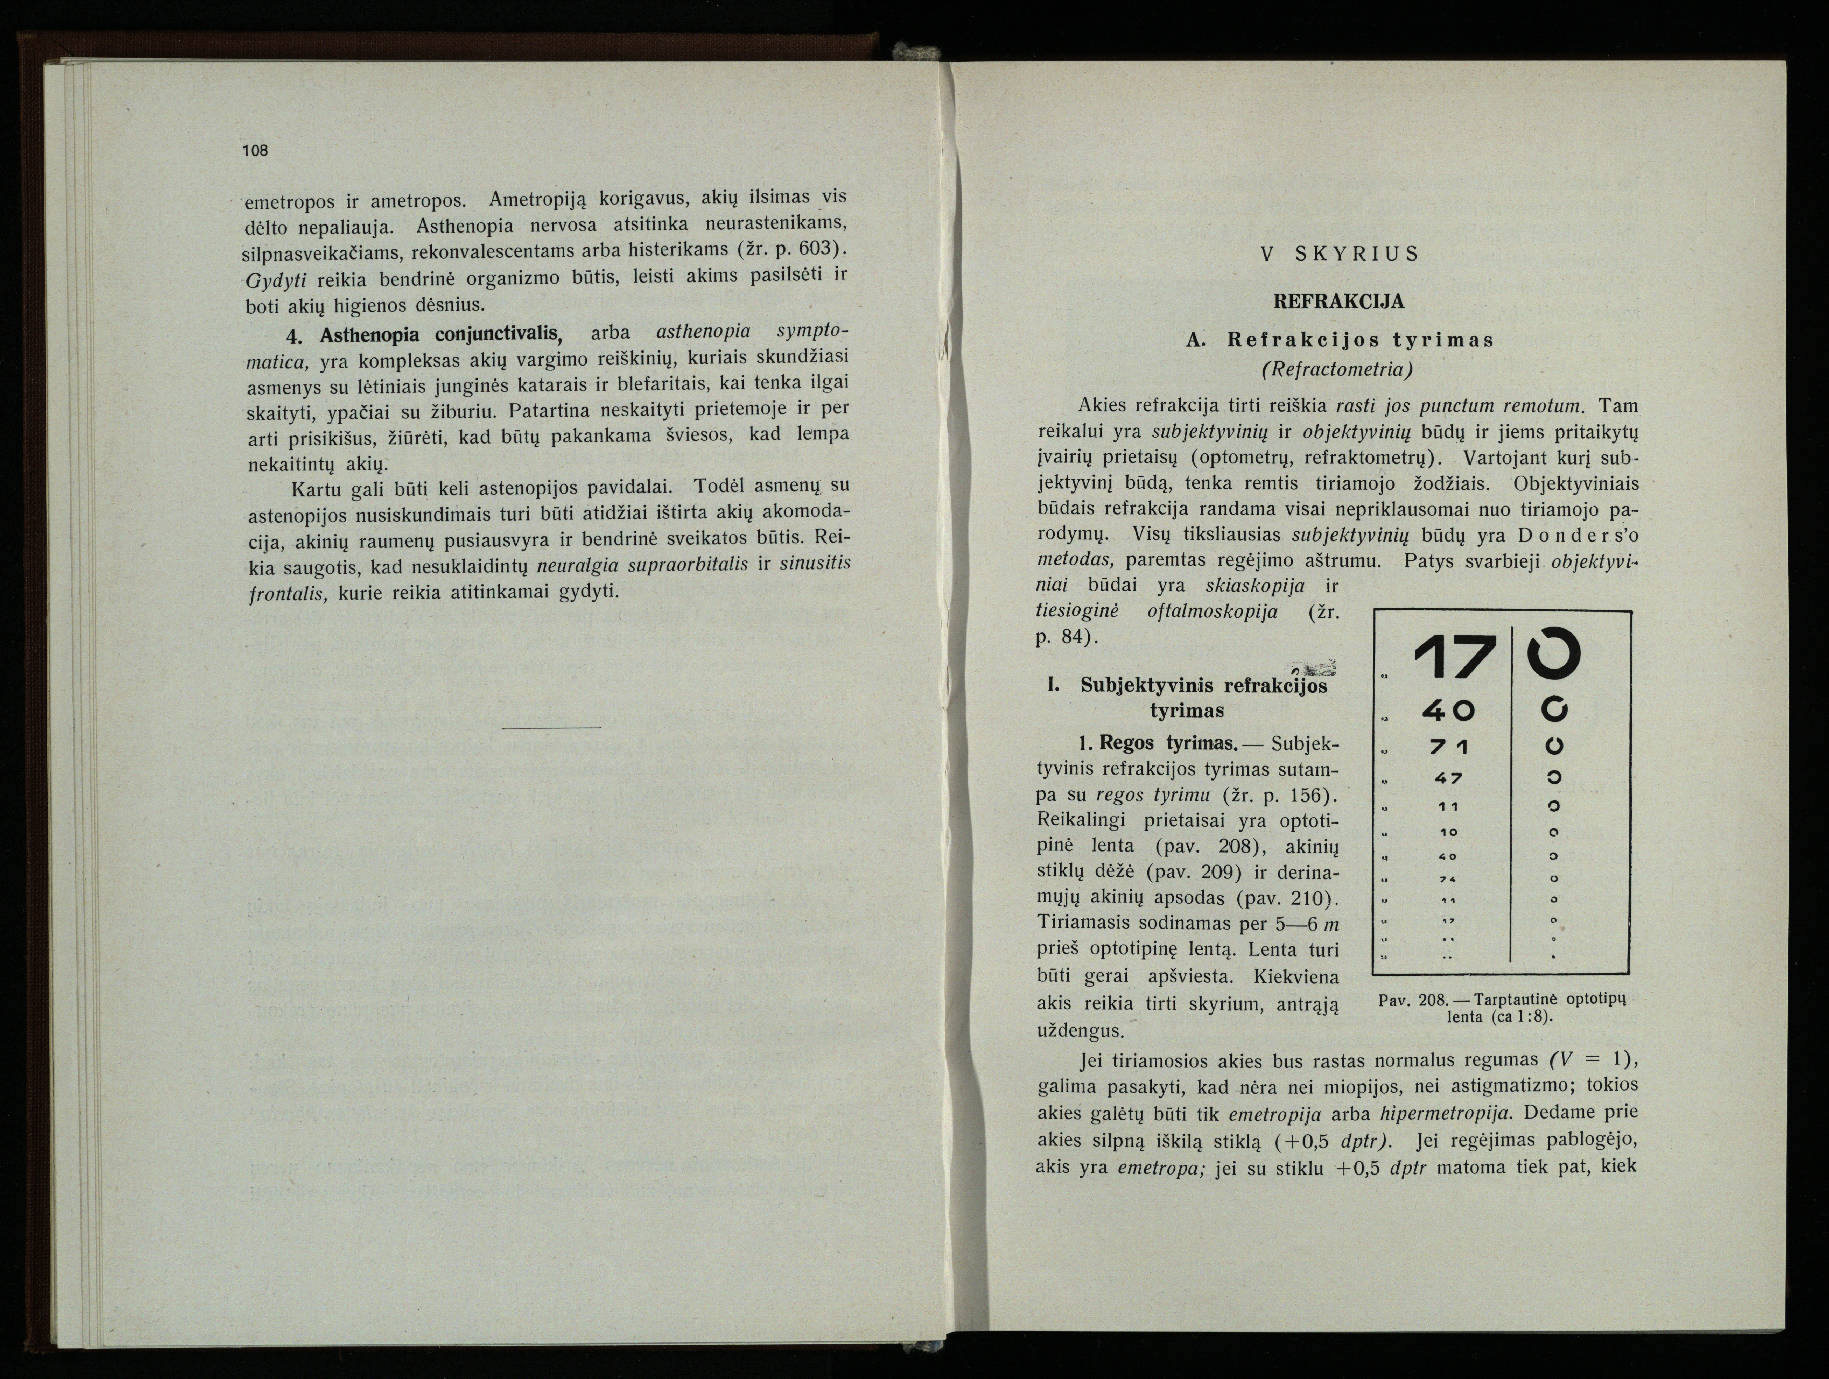 108
emetropos ir ametropos. Ametropiją korigavus, akių ilsimas vis
dėlto nepaliauja. Asthenopia nervosa atsitinka neurastenikams,
silpnasveikačiams, rekonvalescentams arba histerikams (žr. p. 603).
Gydyti reikia bendrinė organizmo būtis, leisti akims pasilsėti ir
boti akių higienos dėsnius.
4. Asthenopia conjunctivalis, arba asthenopia sympto-
matica, yra kompleksas akių vargimo reiškinių, kuriais skundžiasi
asmenys su lėtiniais junginės katarais ir blefaritais, kai tenka ilgai
skaityti, ypačiai su žiburiu. Patartina neskaityti prietemoje ir per
arti prisikišus, žiūrėti, kad būtų pakankama šviesos, kad lempa
nekaitintų akių.
Kartu gali būti keli astenopijos pavidalai. Todėl asmenų su
astenopijos nusiskundimais turi būti atidžiai ištirta akių akomoda-
cija, akinių raumenų pusiausvyra ir bendrinė sveikatos būtis. Rei-
kia saugotis, kad nesuklaidintų neuralgia supraorbitalis ir sinusitis
frontalis, kurie reikia atitinkamai gydyti.
V SKYRIUS
REFRAKCIJA
A. Refrakcijos tyrimas
(Refractometria)
Akies refrakcija tirti reiškia rasti jos punctum remotum. Tam
reikalui yra subjektyvinių ir objektyvinių būdų ir jiems pritaikytų
įvairių prietaisų (optometrų, refraktometrų). Vartojant kurį sub-
jektyvinį būdą, tenka remtis tiriamojo žodžiais. Objektyviniais
būdais refrakcija randama visai nepriklausomai nuo tiriamojo pa-
rodymų. Visų tiksliausias subjektyvinių būdų yra Donders'o
metodas, paremtas regėjimo aštrumu. Patys svarbieji objektyvi-
niai būdai yra skiaskopija ir
tiesioginė oftalmoskopija (žr.
p. 84).
I. Subjektyvinis refrakcijos
tyrimas
1. Regos tyrimas. — Subjek-
tyvinis refrakcijos tyrimas sutam-
pa su regos tyrimu (žr. p. 156).
Reikalingi prietaisai yra optoti-
pinė lenta (pav. 208), akinių
stiklų dėžė (pav. 209) ir derina-
mųjų akinių apsodas (pav. 210).
Tiriamasis sodinamas per 5—6 m
prieš optotipinę lentą. Lenta turi
būti gerai apšviesta. Kiekviena
akis reikia tirti skyrium, antrąją
uždengus.
17
40
71
47
11
10
40
74
11
17
Pav. 208. — Tarptautinė optotipų
lenta (ca 1:8).
Jei tiriamosios akies bus rastas normalus regumas (V = 1),
galima pasakyti, kad nėra nei miopijos, nei astigmatizmo; tokios
akies galėtų būti tik emetropija arba hipermetropija. Dedame prie
akies silpną iškilą stiklą (+0,5 dptr). Jei regėjimas pablogėjo,
akis yra emetropa; jei su stiklu +0,5 dptr matoma tiek pat, kiek